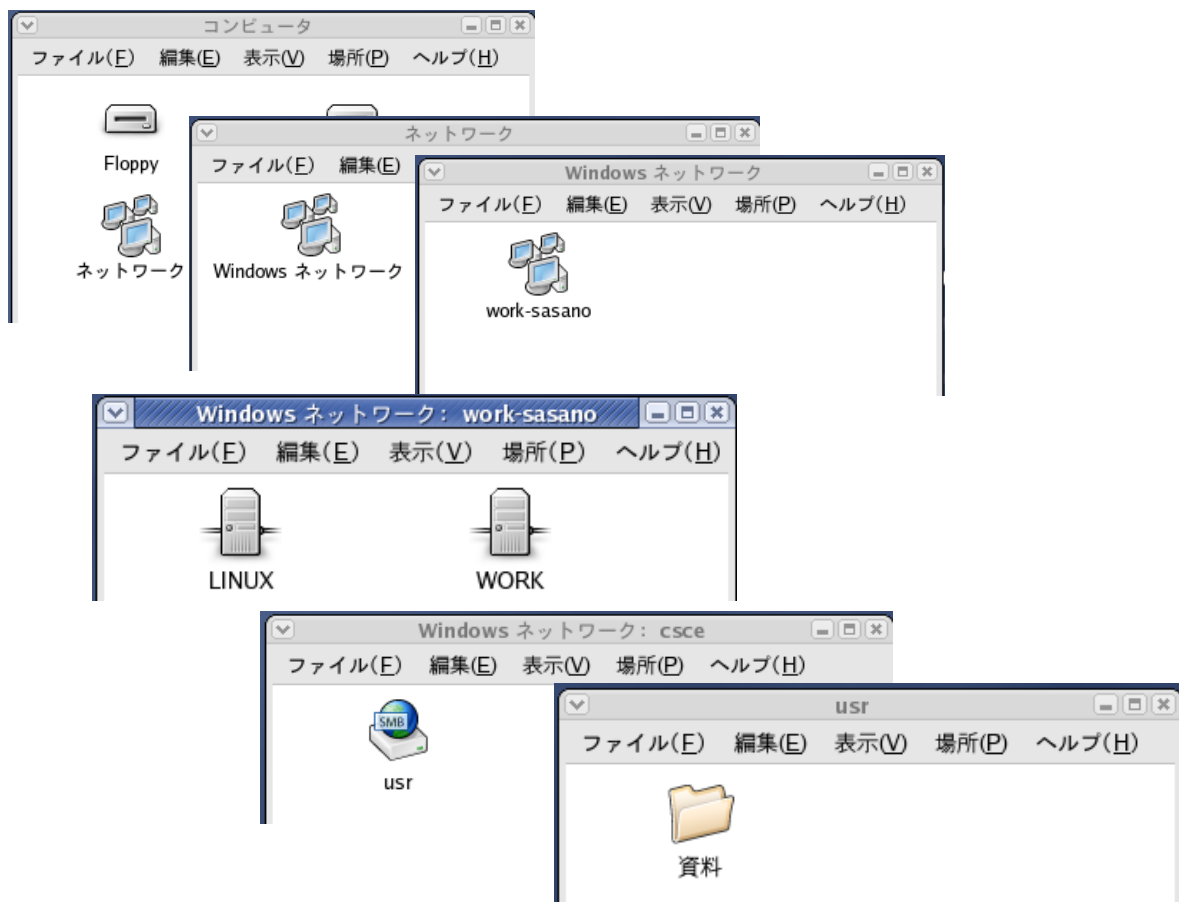 コンピュータ
ファイル(F) 編集(E) 表示(V) 場所(P) ヘルプ(H)
Floppy
ネットワーク
ネットワーク
ファイル(F) 編集(E)
Windows ネットワーク
Windows ネットワーク
ファイル(F) 編集(E) 表示(V) 場所(P) ヘルプ(H)
work-sasano
Windows ネットワーク: work-sasano
ファイル(F) 編集(E) 表示(V) 場所(P) ヘルプ(H)
LINUX WORK
Windows ネットワーク: csce
ファイル(F) 編集(E) 表示(V) 場所(P) ヘルプ(H)
SMB
usr
usr
ファイル(F) 編集(E) 表示(V) 場所(P) ヘルプ(H)
資料